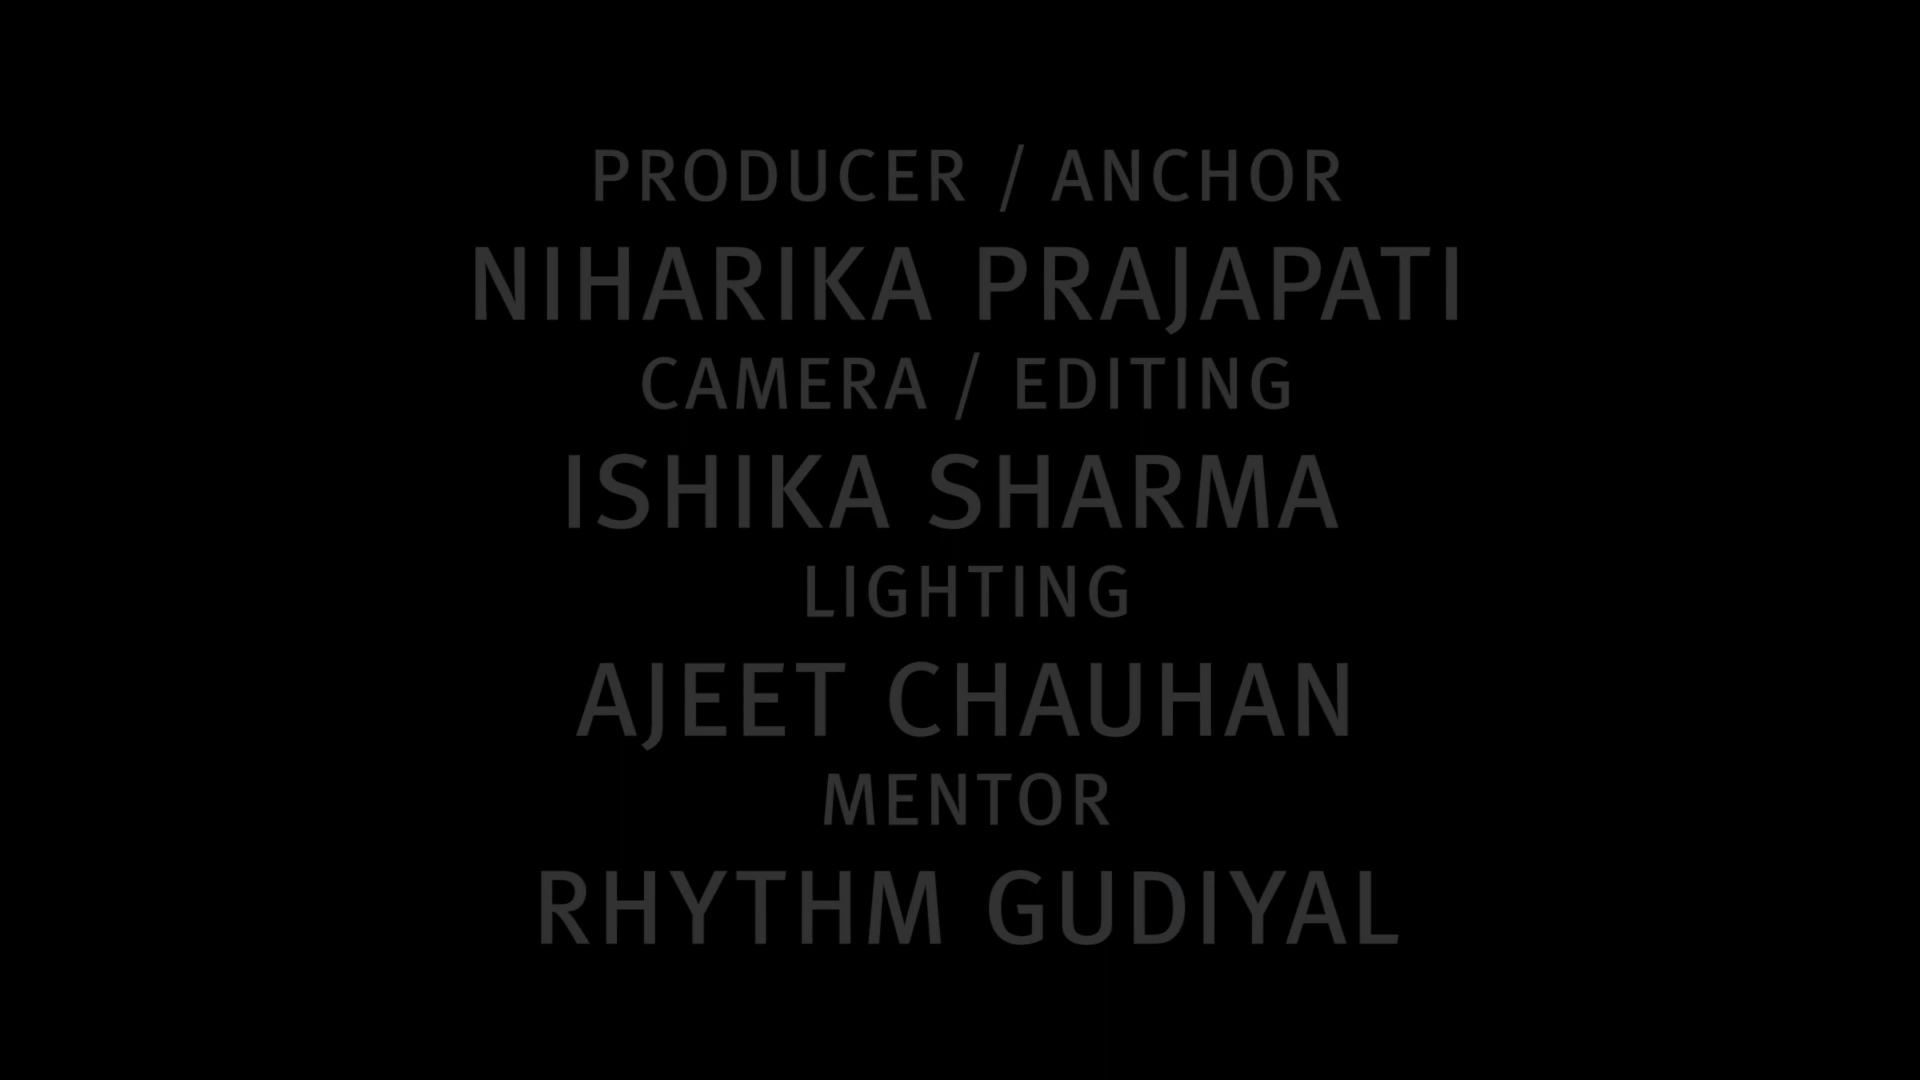 PRODUCER / ANCHOR
NIHARIKA PRAJAPATI
CAMERA / EDITING
ISHIKA SHARMA
LIGHTING
AJEET CHAUHAN
MENTOR
RHYTHM GUDIYAL